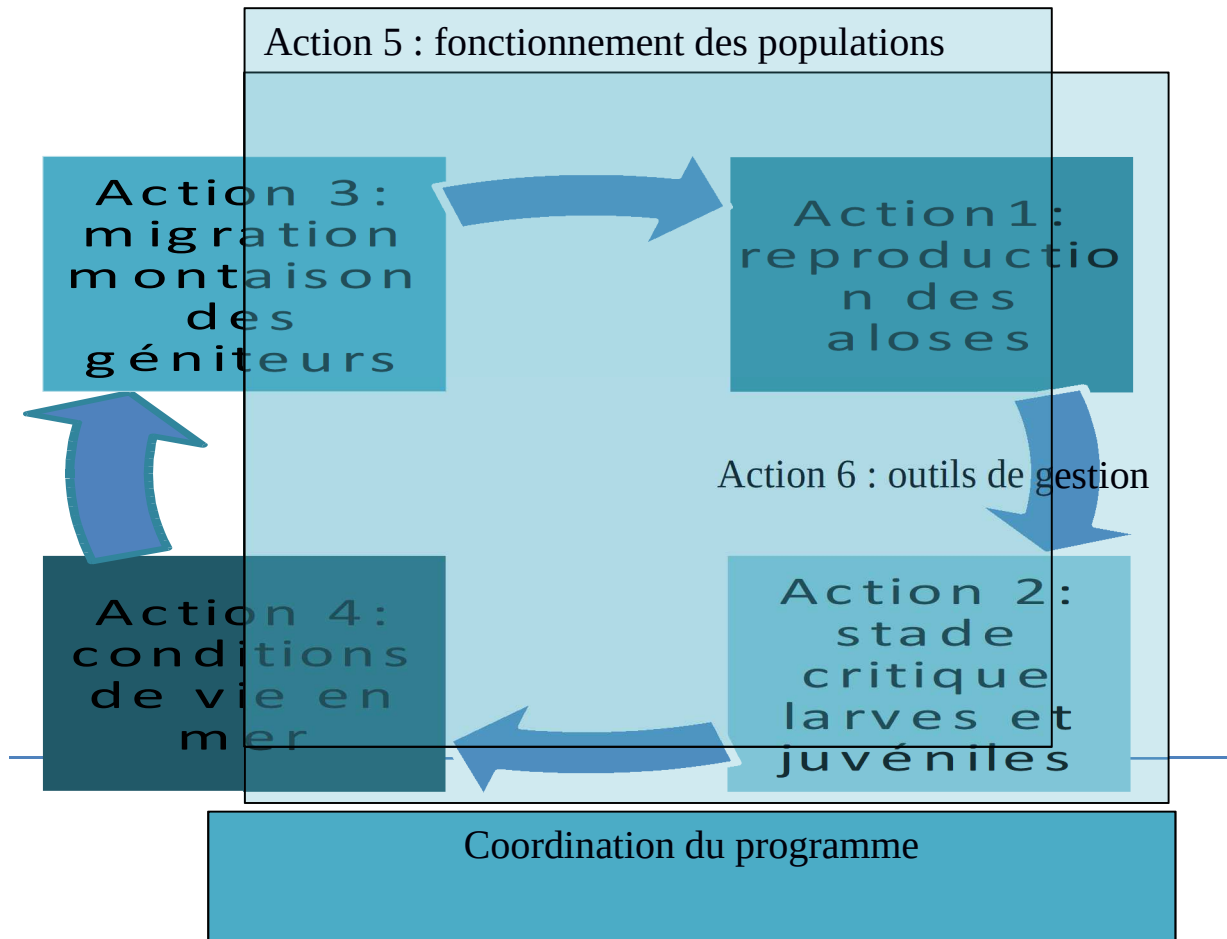 Action 5 : fonctionnement des populations
Action 3:
migration
montaison
des
géniteurs
Action1:
reproductio
n des
aloses
Action 6 : outils de gestion
Action 4:
conditions
de vie en
mer
Action 2:
stade
critique
larves et
juvéniles
Coordination du programme